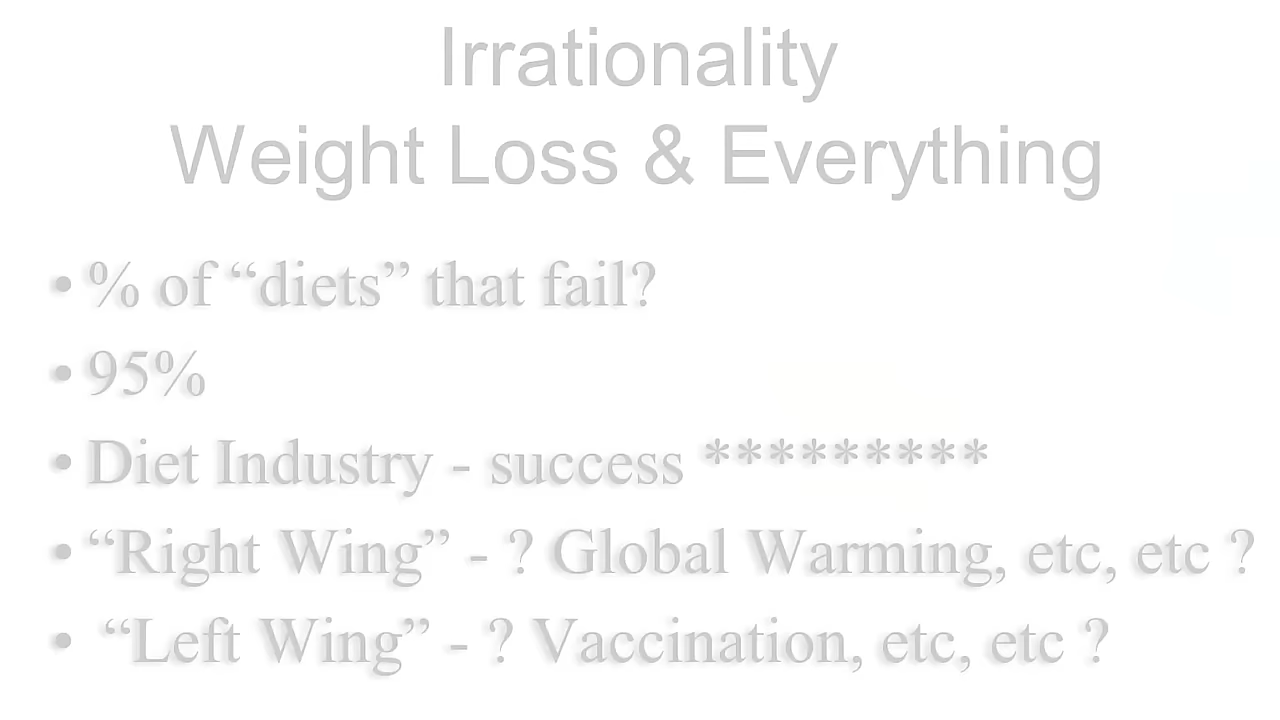 Irrationality
Weight Loss & Everything
• % of “diets” that fail?
• 95%
• Diet Industry - success *********
• “Right Wing” - ? Global Warming, etc, etc ?
• “Left Wing” - ? Vaccination, etc, etc ?